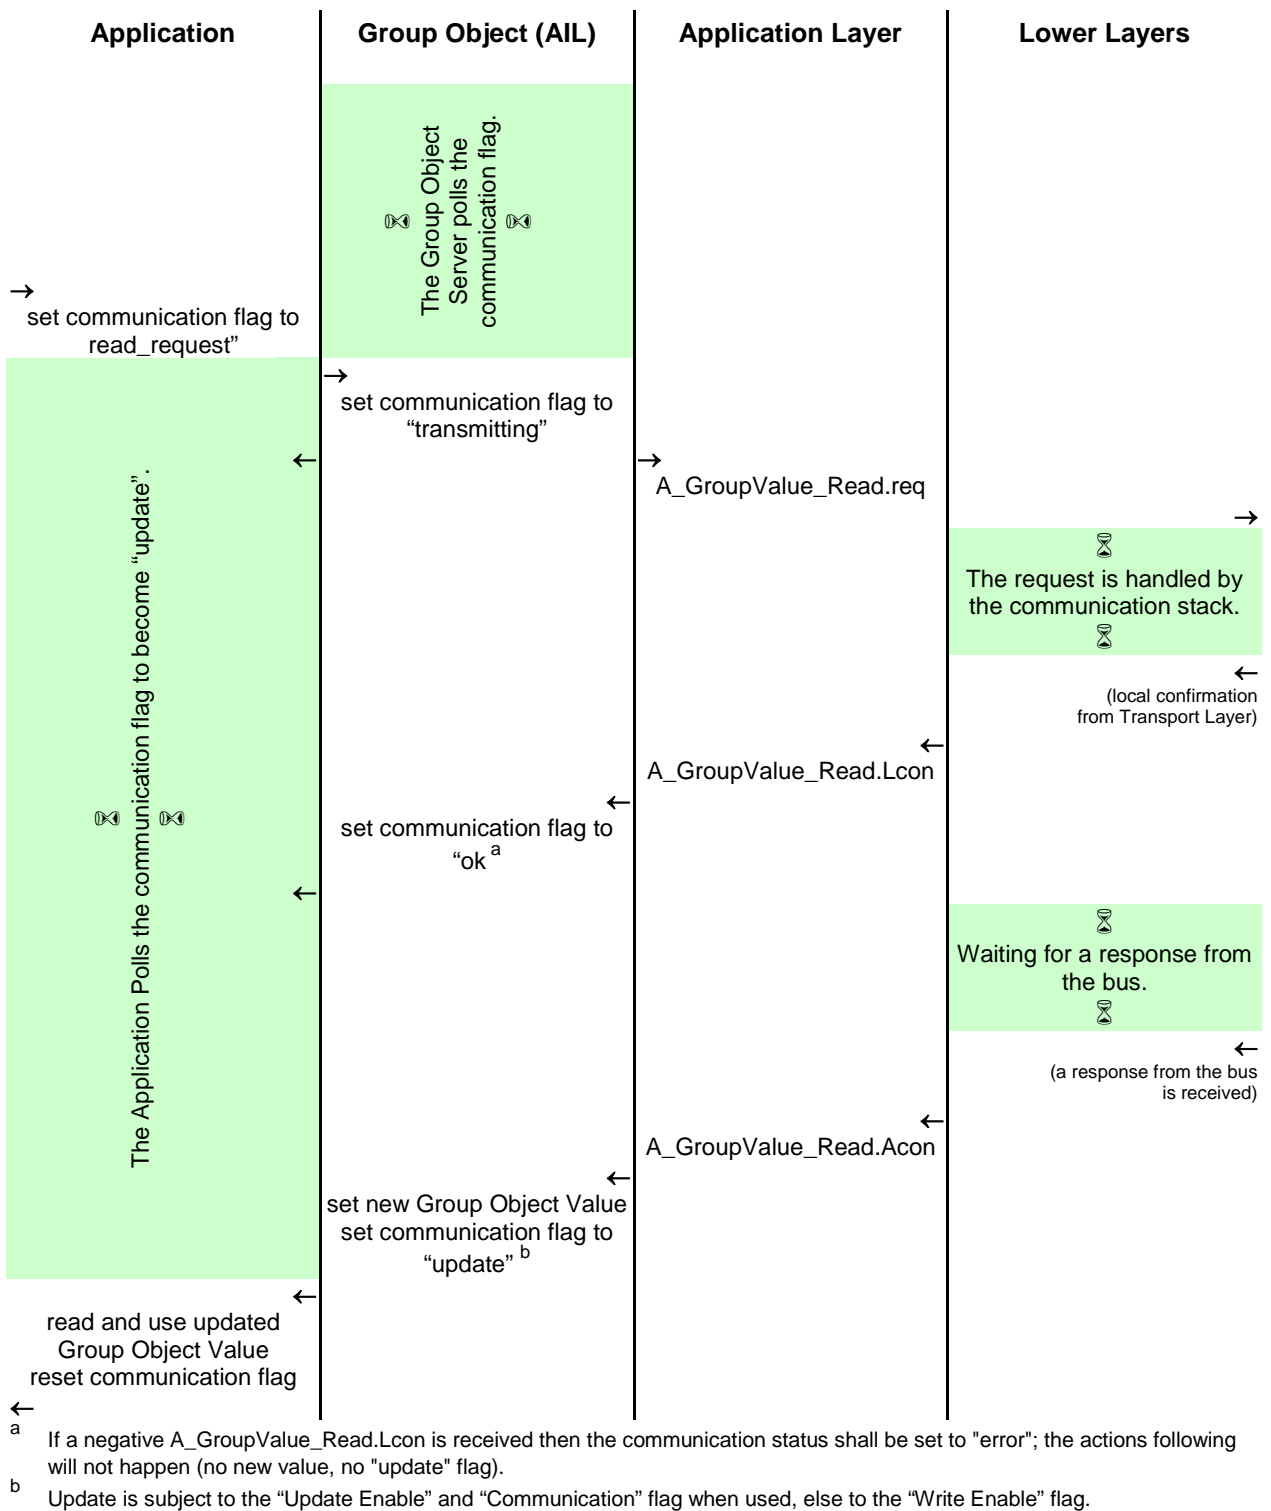 Application
Group Object (AIL)
Application Layer
Lower Layers
The Group Object
Server polls the
communication flag.
→
set communication flag to
read_request”
→
set communication flag to
“transmitting”
←
→
A_GroupValue_Read.req
→
The request is handled by
the communication stack.
←
(local confirmation
from Transport Layer)
←
A_GroupValue_Read.Lcon
The Application Polls the communication flag to become “update”.
←
set communication flag to
“ok a
←
Waiting for a response from
the bus.
←
(a response from the bus
is received)
←
A_GroupValue_Read.Acon
←
set new Group Object Value
set communication flag to
“update” b
←
read and use updated
Group Object Value
reset communication flag
←
a If a negative A_GroupValue_Read.Lcon is received then the communication status shall be set to "error"; the actions following
will not happen (no new value, no "update" flag).
b Update is subject to the “Update Enable” and “Communication” flag when used, else to the “Write Enable” flag.